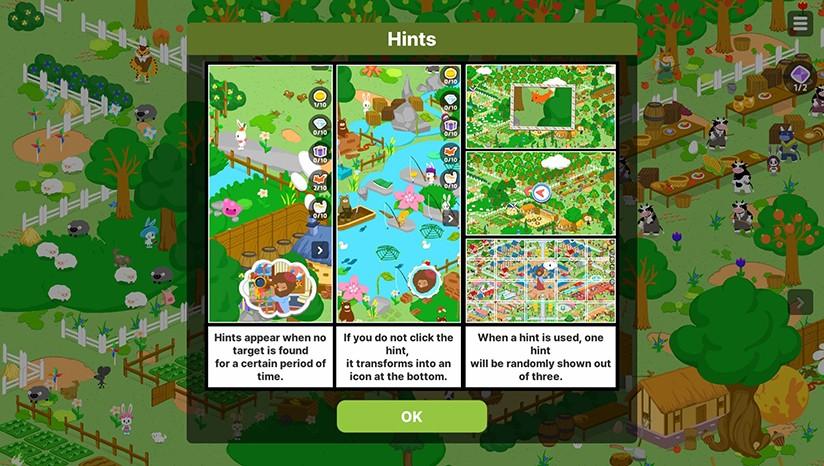 Hints
1/10
0/10
0/10
2/10
0/10
0/10
0/10
0/10
0/10
0/10
1/2
Hints appear when no
target is found
for a certain period of
time.
If you do not click the
hint,
it transforms into an
icon at the bottom.
When a hint is used, one
hint
will be randomly shown out
of three.
OK